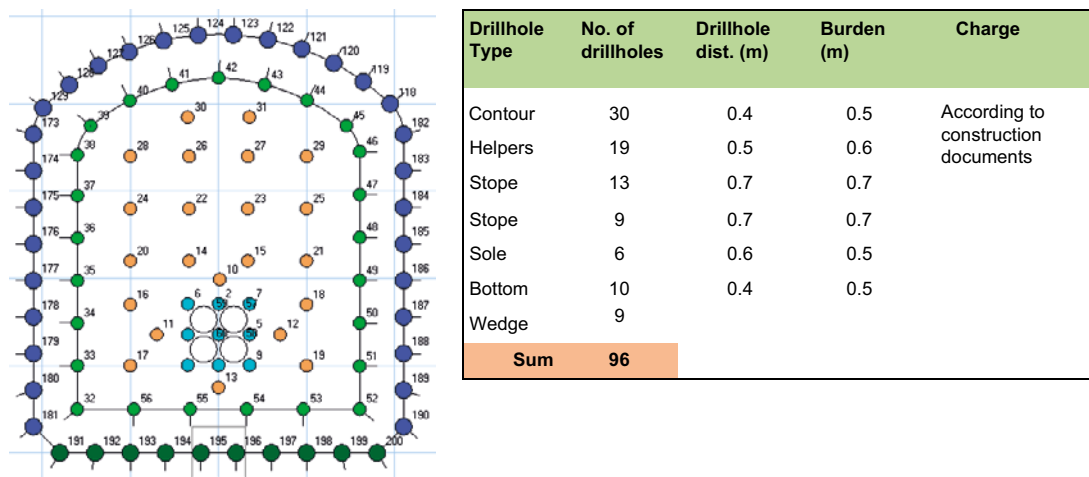 124 123
125 122
126 121
127 120
128 119
42
41 43
129 40 44 118
30 31
39 45
173 182
38 46
28 26 27 29
174 183
37 47
175 184
24 22 23 25
36 48
176 185
20 14 15 21
35 10 49
177 186
6 2 7
16 18
178 187
34 11 5 12 50
179 188
33 17 9 19 51
180 13 189
32 56 55 54 53 52
181 190
191 192 193 194 195 196 197 198 199 200
Drillhole No. of Drillhole Burden Charge
Type drillholes dist. (m) (m)
Contour 30 0.4 0.5 According to
construction
documents
Helpers 19 0.5 0.6
Stope 13 0.7 0.7
Stope 9 0.7 0.7
Sole 6 0.6 0.5
Bottom 10 0.4 0.5
Wedge 9
Sum 96